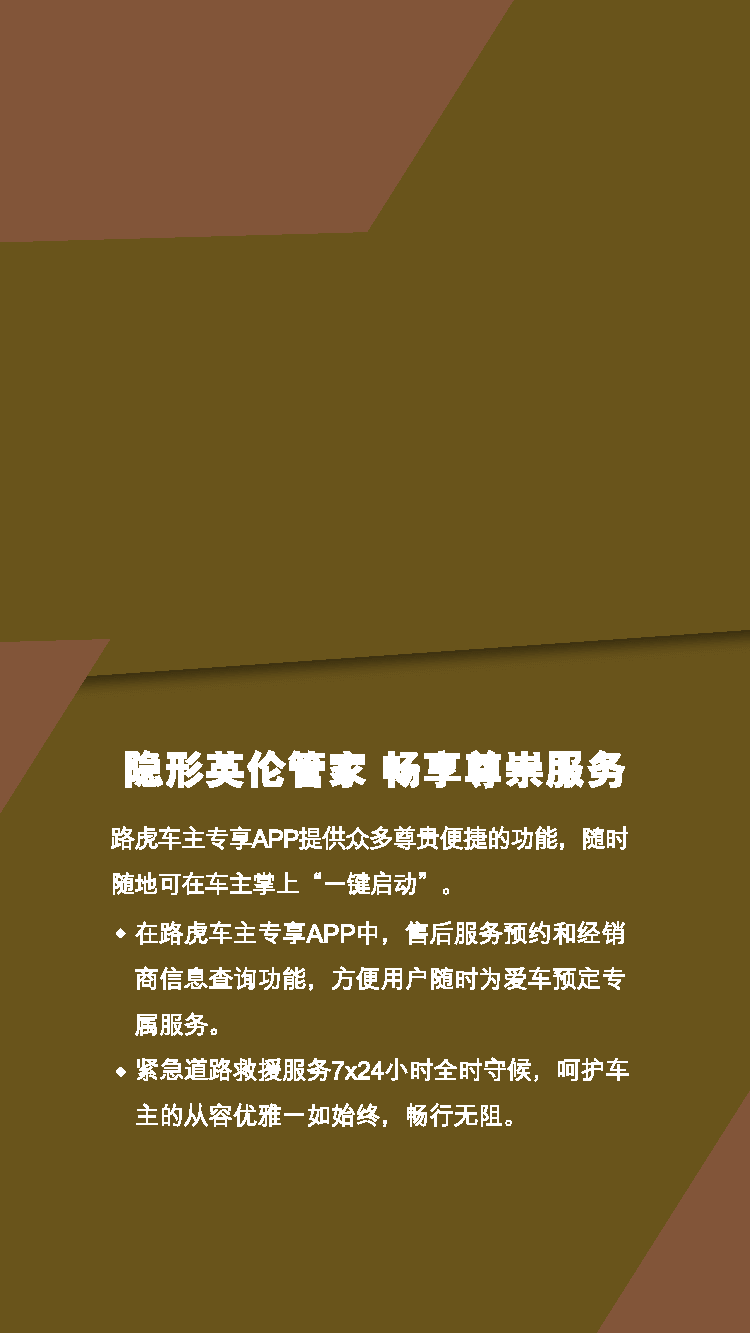 隐形英伦管家 畅享尊崇服务
路虎车主专享APP提供众多尊贵便捷的功能，随时
随地可在车主掌上“一键启动”。
◆ 在路虎车主专享APP中，售后服务预约和经销
商信息查询功能，方便用户随时为爱车预定专
属服务。
◆ 紧急道路救援服务7x24小时全时守候，呵护车
主的从容优雅一如始终，畅行无阻。